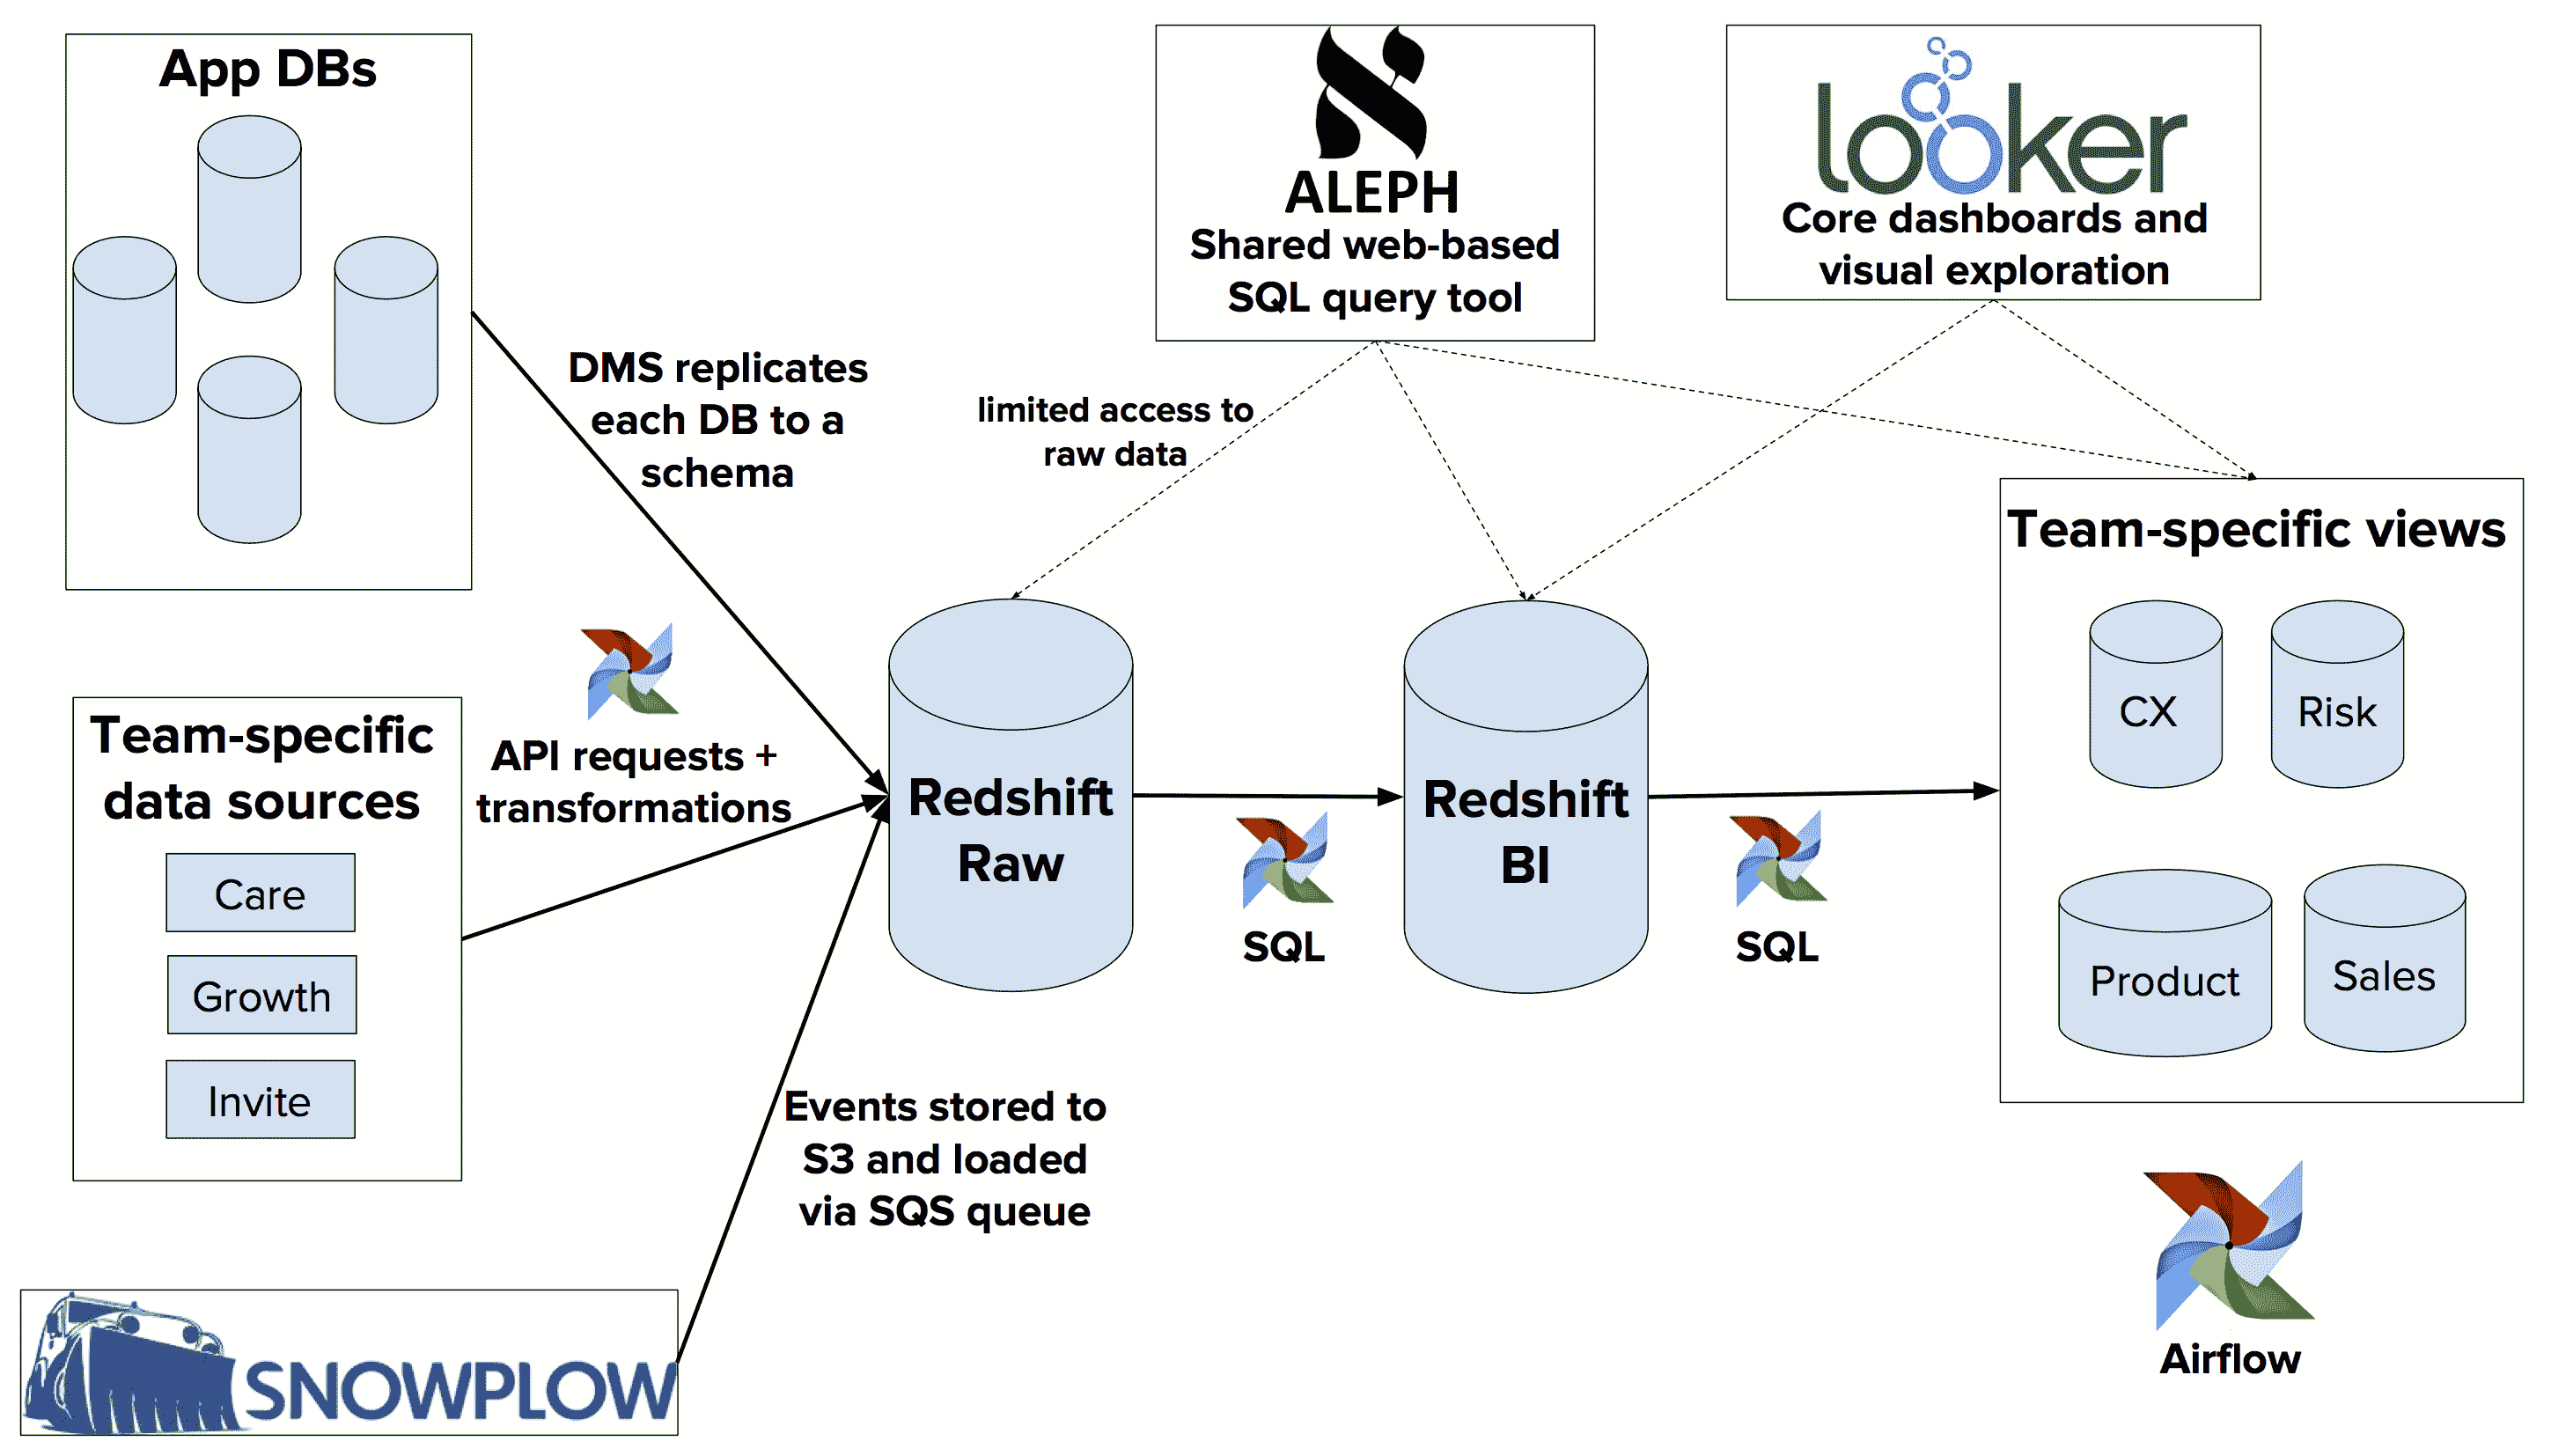 App DBs
DMS replicates
each DB to a
schema
ALEPH
Shared web-based
SQL query tool
looker
Core dashboards and
visual exploration
limited access to
raw data
Team-specific
data sources
Care
Growth
Invite
API requests +
transformations
Redshift
Raw
SQL
Redshift
BI
SQL
Team-specific views
CX
Risk
Product
Sales
Events stored to
S3 and loaded
via SQS queue
SNOWPLOW
Airflow